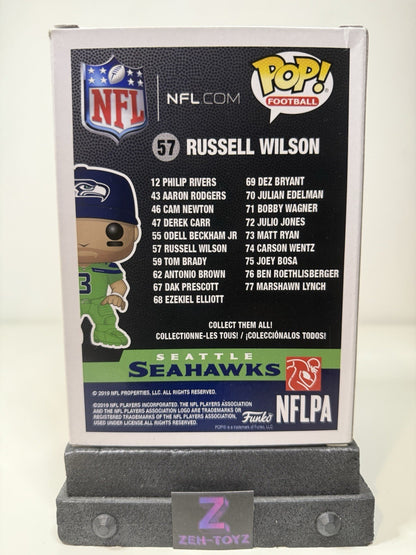 NFL
NFL.COM
POP!
FOOTBALL
57 RUSSELL WILSON
12 PHILIP RIVERS
43 AARON RODGERS
46 CAM NEWTON
47 DEREK CARR
55 ODELL BECKHAM JR
57 RUSSELL WILSON
59 TOM BRADY
62 ANTONIO BROWN
67 DAK PRESCOTT
68 EZEKIEL ELLIOTT
69 DEZ BRYANT
70 JULIAN EDELMAN
71 BOBBY WAGNER
72 JULIO JONES
73 MATT RYAN
74 CARSON WENTZ
75 JOEY BOSA
76 BEN ROETHLISBERGER
77 MARSHAWN LYNCH
3
COLLECT THEM ALL!
COLLECTIONNE-LES TOUS! / ¡COLECCIÓNALOS TODOS!
SEATTLE
SEAHAWKS
© 2019 NFL PROPERTIES, LLC. ALL RIGHTS RESERVED.
©2019 NFL PLAYERS INCORPORATED. THE NFL PLAYERS ASSOCIATION
AND THE NFL PLAYERS ASSOCIATION LOGO ARE TRADEMARKS OR
REGISTERED TRADEMARKS OF THE NFL PLAYERS ASSOCIATION,
USED UNDER LICENSE. ALL RIGHTS RESERVED.
Funko
POP! is a trademark of Funko, LLC
NFLPA
Z
ZEH-TOYZ